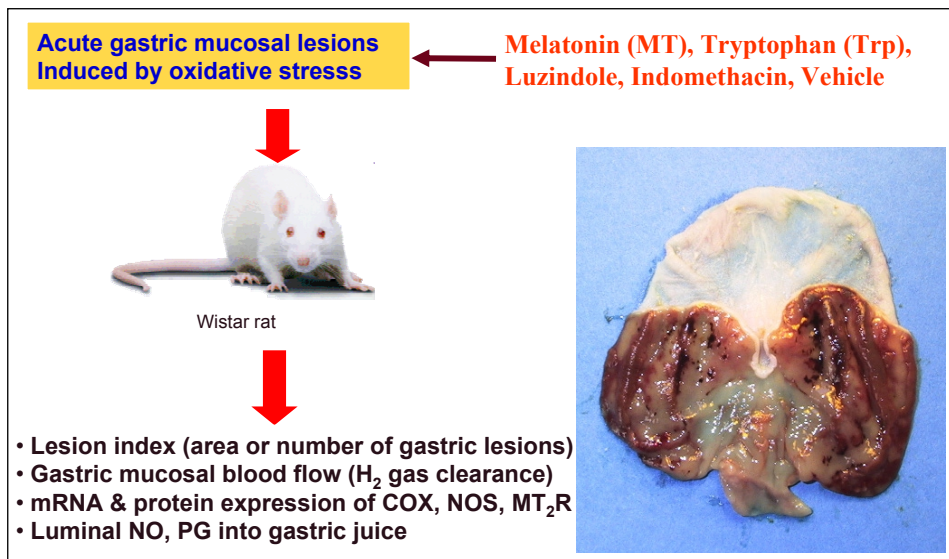 Acute gastric mucosal lesions
Induced by oxidative stresss
Melatonin (MT), Tryptophan (Trp),
Luzindole, Indomethacin, Vehicle
Wistar rat
• Lesion index (area or number of gastric lesions)
• Gastric mucosal blood flow (H₂ gas clearance)
• mRNA & protein expression of COX, NOS, MT₂R
• Luminal NO, PG into gastric juice